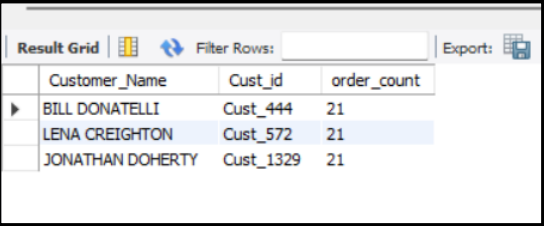 Result Grid Filter Rows: Export:
Customer_Name Cust_id order_count
BILL DONATELLI Cust_444 21
LENA CREIGHTON Cust_572 21
JONATHAN DOHERTY Cust_1329 21